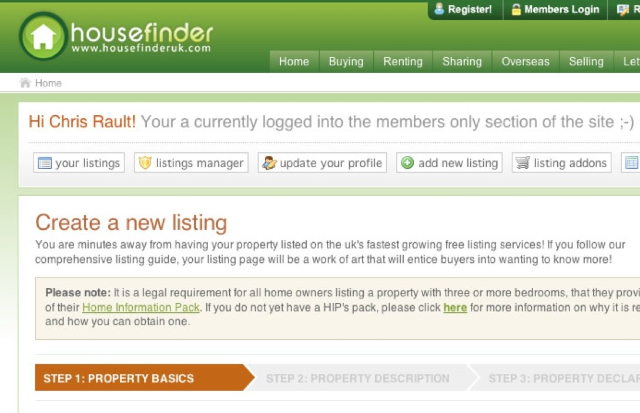 housefinder
www.housefinderuk.com
Register! Members Login
Home Buying Renting Sharing Overseas Selling
Home
Hi Chris Rault! Your a currently logged into the members only section of the site ;-)
your listings listings manager update your profile add new listing listing addons
Create a new listing
You are minutes away from having your property listed on the uk's fastest growing free listing services! If you follow our
comprehensive listing guide, your listing page will be a work of art that will entice buyers into wanting to know more!
Please note: It is a legal requirement for all home owners listing a property with three or more bedrooms, that they
of their Home Information Pack. If you do not yet have a HIP's pack, please click here for more information on why it is
and how you can obtain one.
STEP 1: PROPERTY BASICS STEP 2: PROPERTY DESCRIPTION STEP 3: PROPERTY